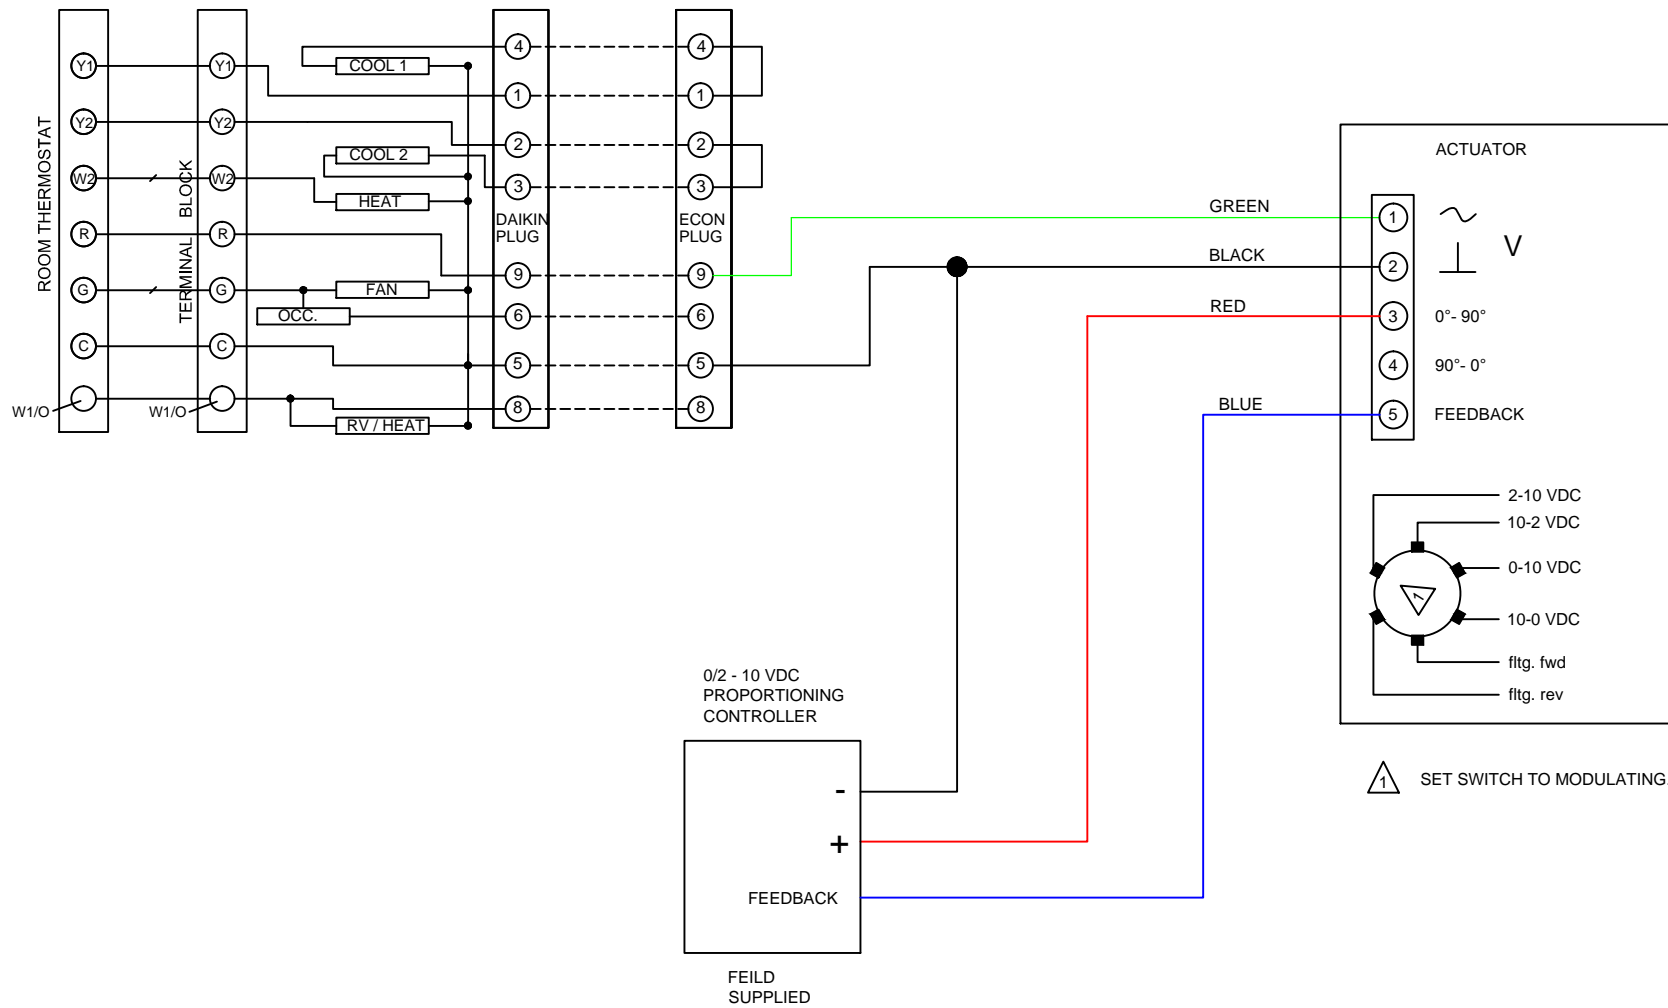 ROOM THERMOSTAT
Y1
Y2
W2
R
G
C
W1/O
TERMINAL BLOCK
Y1
Y2
W2
R
G
C
W1/O
COOL 1
COOL 2
HEAT
FAN
OCC.
RV / HEAT
4
1
2
3
DAIKIN
PLUG
9
6
5
8
4
1
2
3
ECON
PLUG
9
6
5
8
GREEN
BLACK
RED
BLUE
ACTUATOR
1
2
V
3 0°- 90°
4 90°- 0°
5 FEEDBACK
2-10 VDC
10-2 VDC
0-10 VDC
10-0 VDC
fltg. fwd
fltg. rev
1
1 SET SWITCH TO MODULATING.
0/2 - 10 VDC
PROPORTIONING
CONTROLLER
-
+
FEEDBACK
FEILD
SUPPLIED